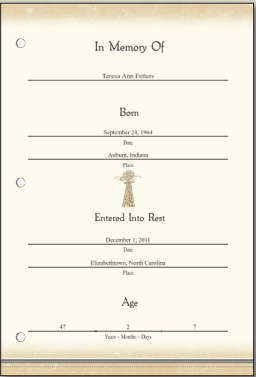 In Memory Of
Teresa Ann Fetters
Born
September 24, 1964
Date
Auburn, Indiana
Place
Entered Into Rest
December 1, 2011
Date
Elizabethtown, North Carolina
Place
Age
47 2 7
Years - Months - Days